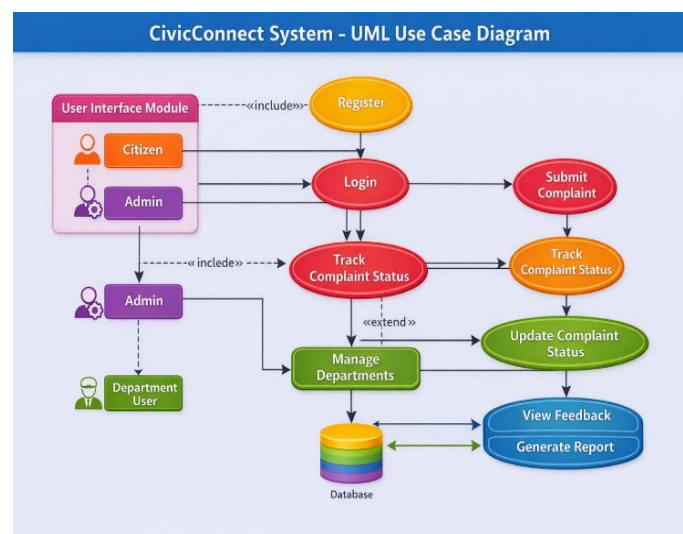 CivicConnect System - UML Use Case Diagram
User Interface Module
«include»»
Register
Citizen
Login
Submit
Complaint
Admin
« inclede»»
Track
Complaint Status
Track
Complaint Status
Admin
«extend »
Update Complaint
Status
Manage
Departments
Department
User
View Feedback
Generate Report
Database